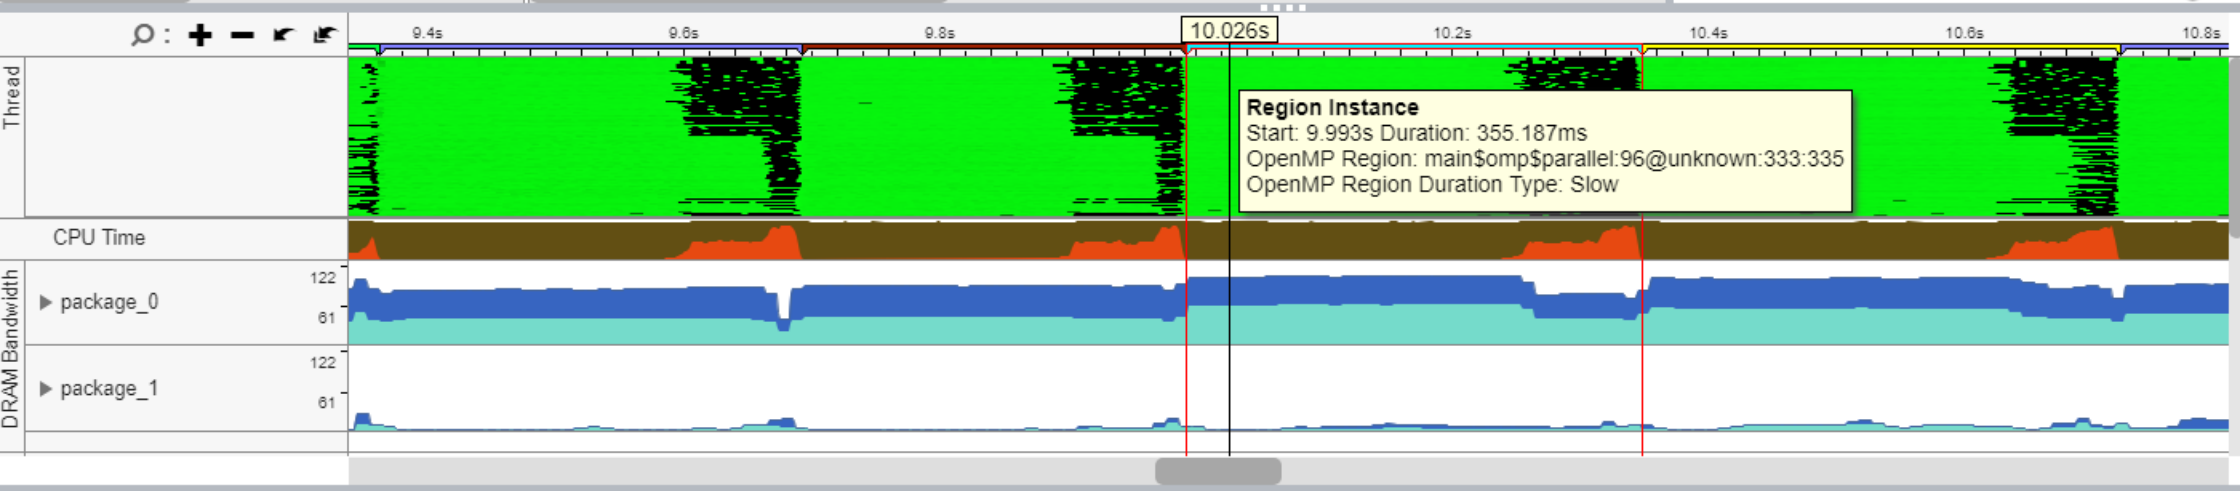 9.4s 9.6s 9.8s 10.026s 10.2s 10.4s 10.6s 10.8s
Thread
Region Instance
Start: 9.993s Duration: 355.187ms
OpenMP Region: main$omp$parallel:96@unknown:333:335
OpenMP Region Duration Type: Slow
CPU Time
DRAM Bandwidth
122
package_0
61
122
package_1
61